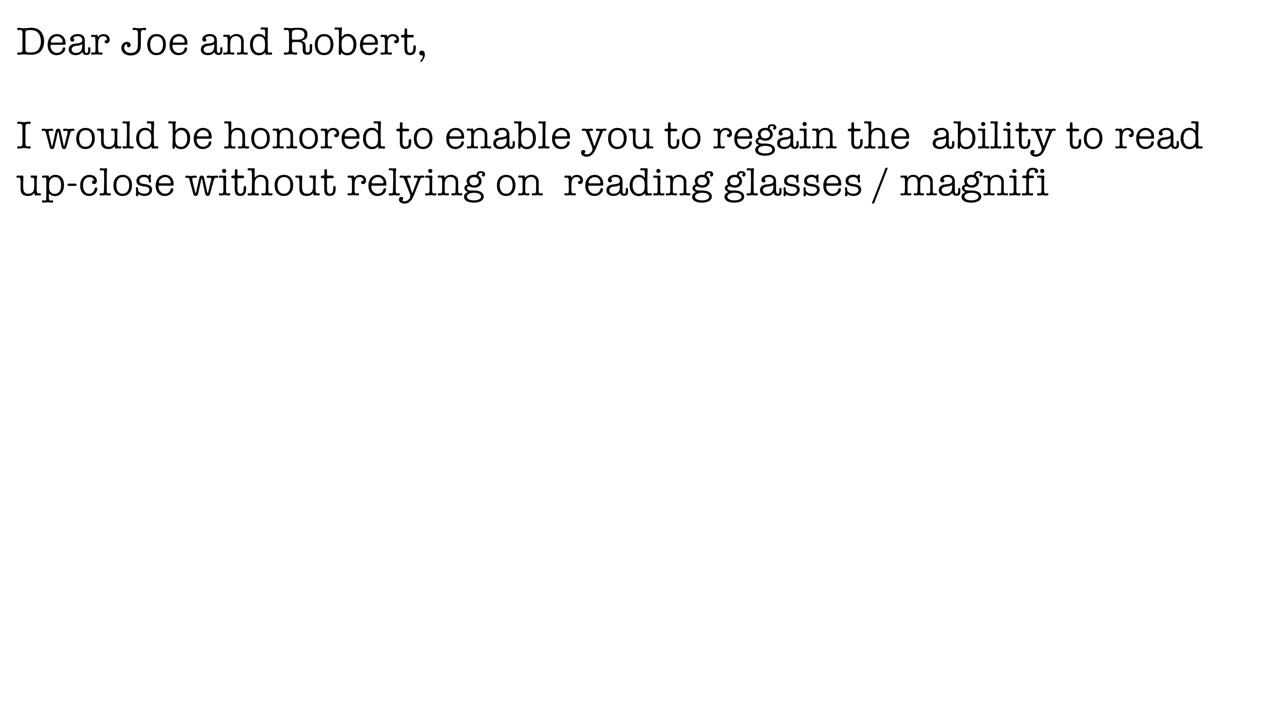 Dear Joe and Robert,
I would be honored to enable you to regain the  ability to read
up-close without relying on  reading glasses / magnifi